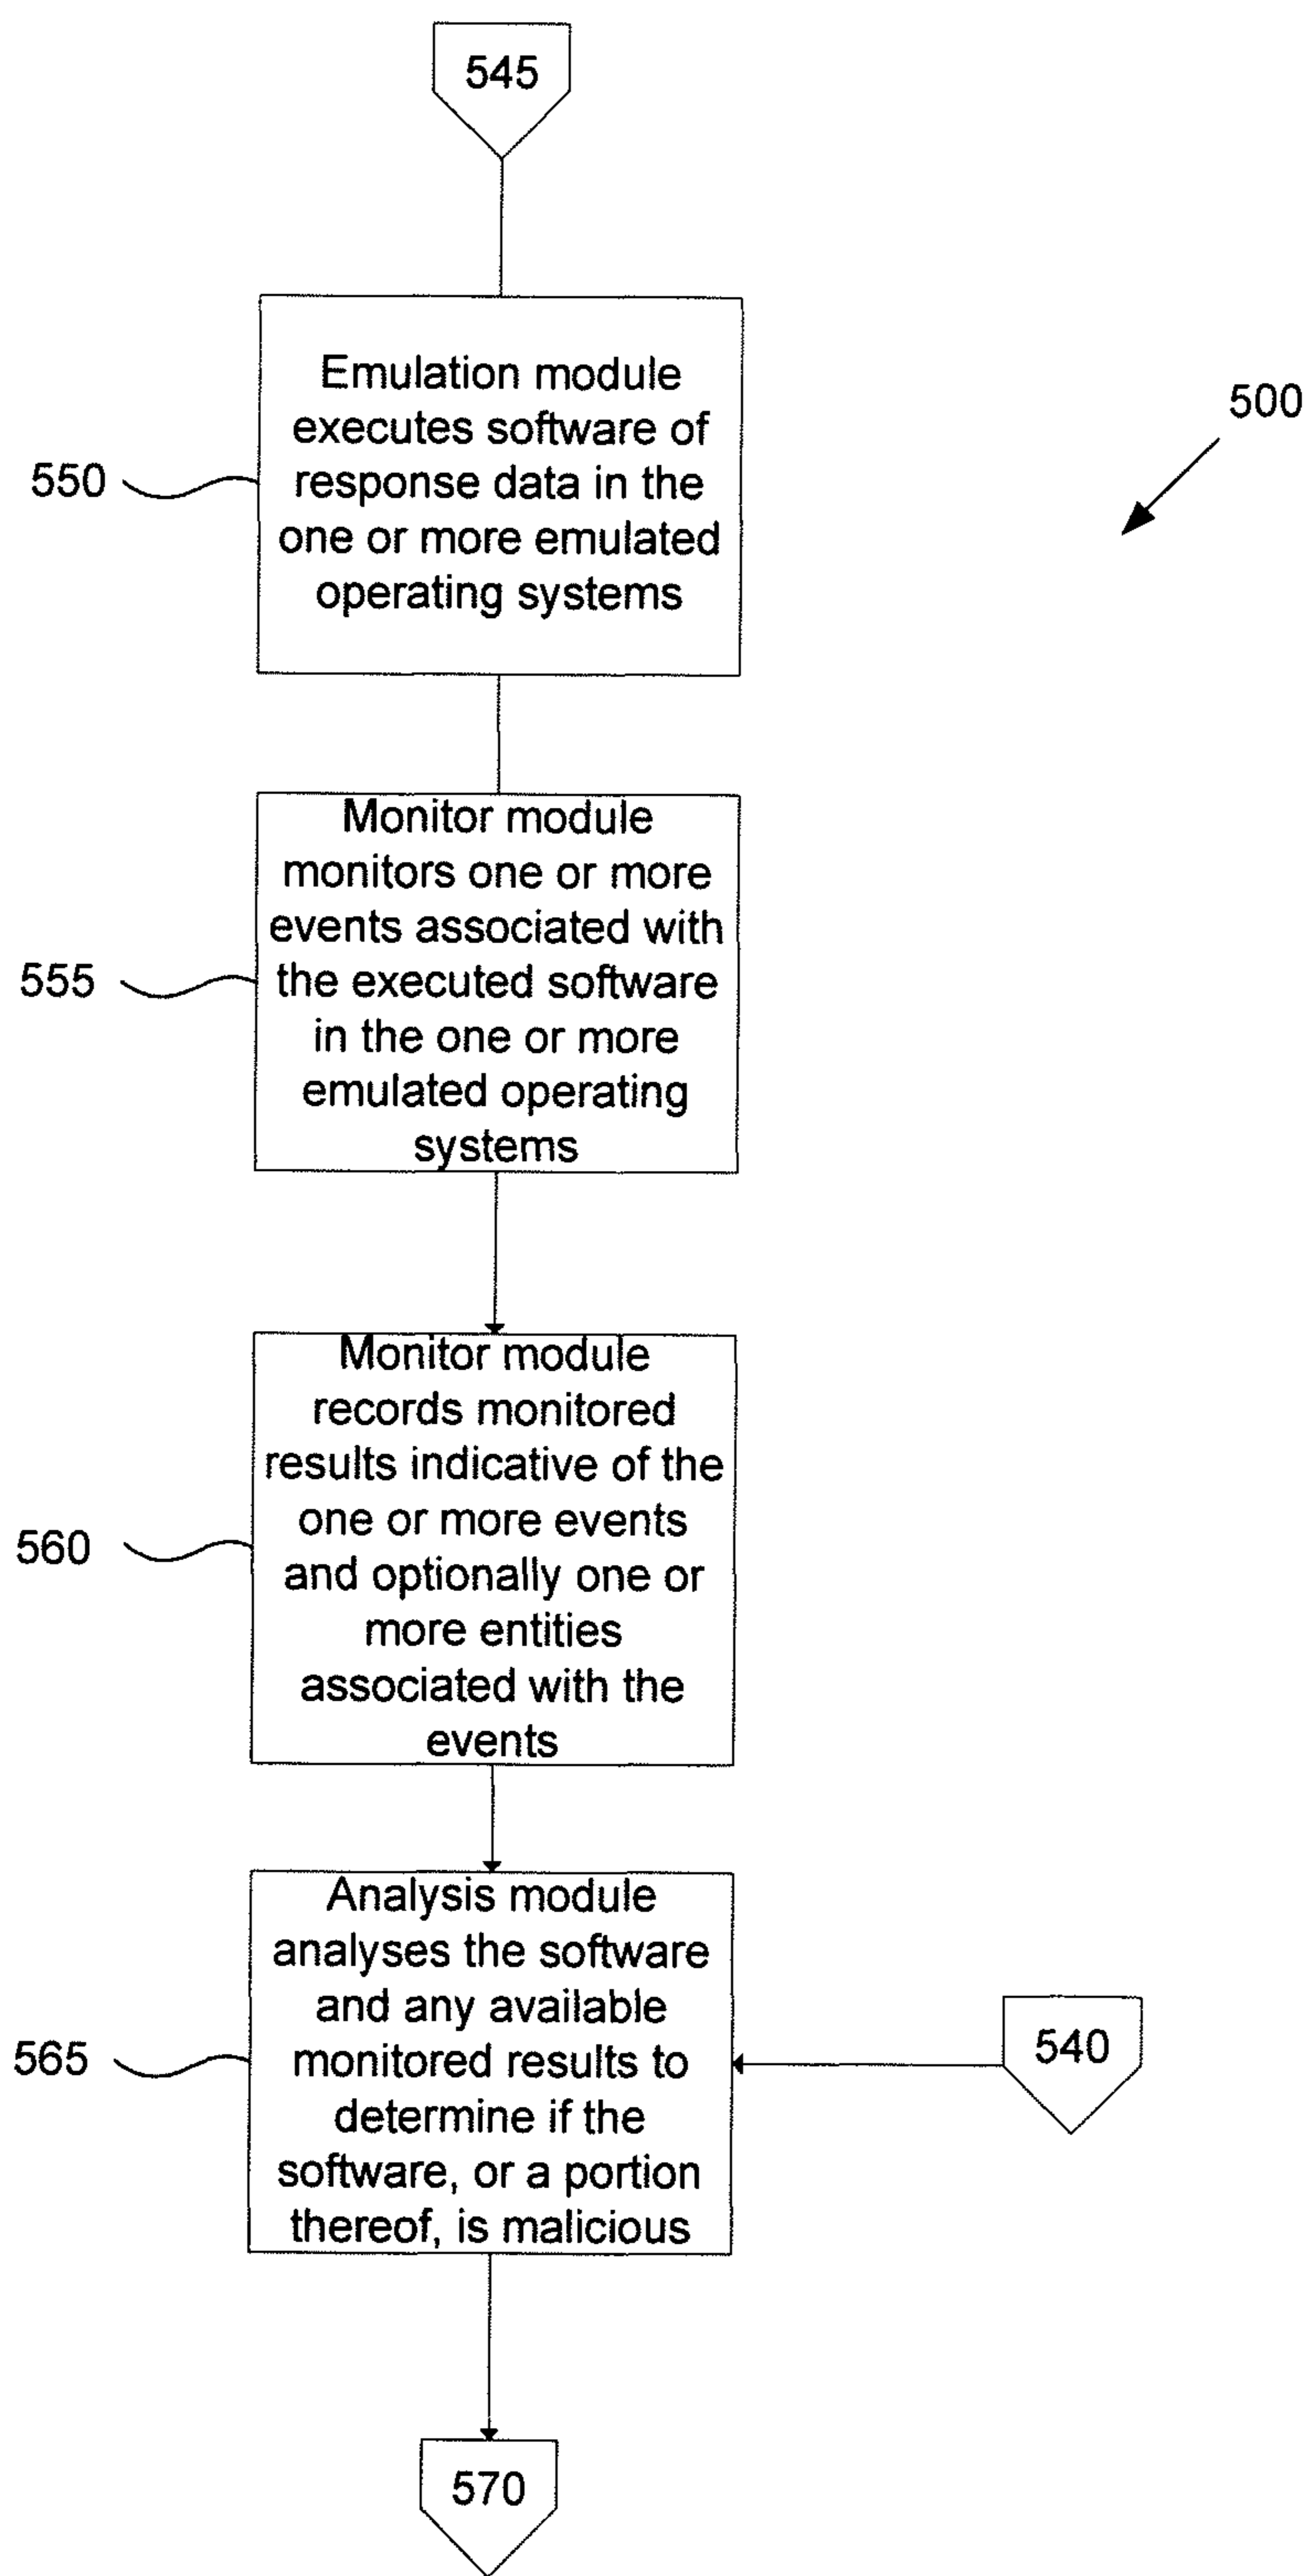 545
500
550
Emulation module
executes software of
response data in the
one or more emulated
operating systems
555
Monitor module
monitors one or more
events associated with
the executed software
in the one or more
emulated operating
systems
560
Monitor module
records monitored
results indicative of the
one or more events
and optionally one or
more entities
associated with the
events
565
Analysis module
analyses the software
and any available
monitored results to
determine if the
software, or a portion
thereof, is malicious
540
570